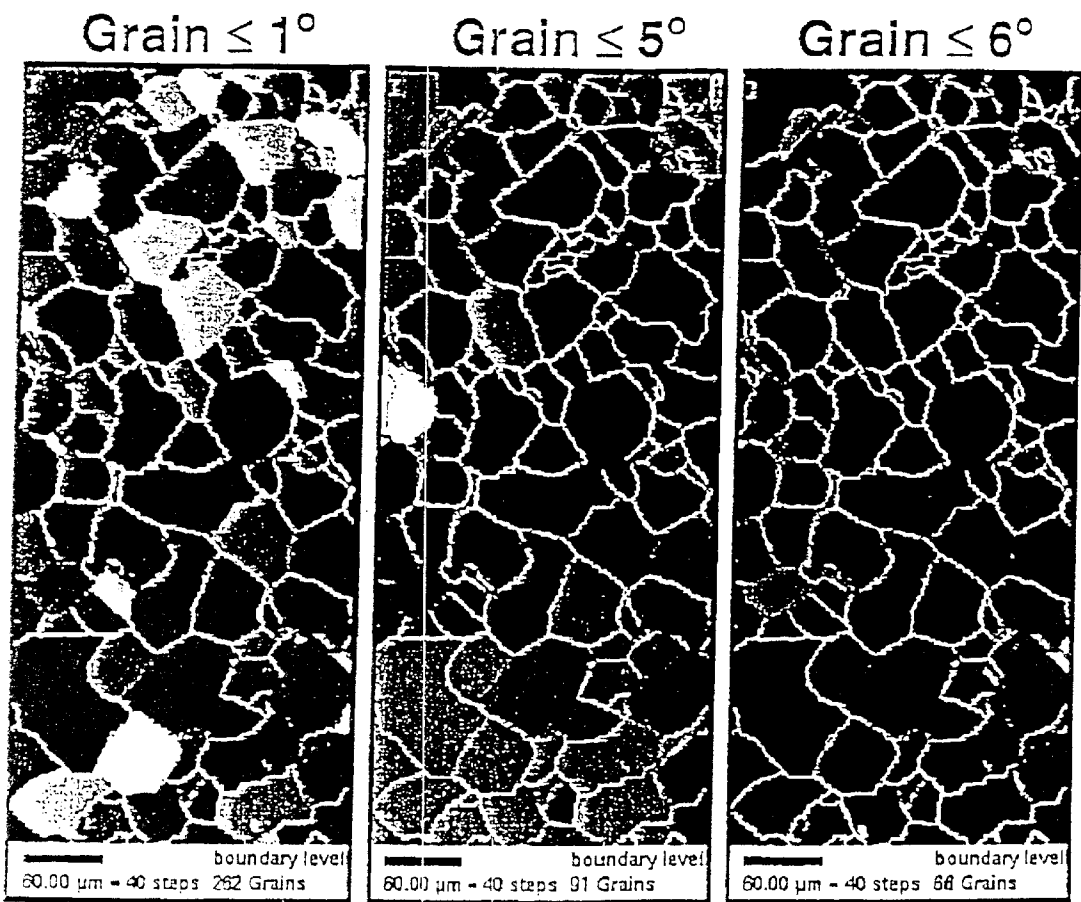 Grain ≤ 1°
Grain ≤ 5°
Grain ≤ 6°
boundary level
60.00 µm = 40 steps 262 Grains
boundary level
60.00 µm = 40 steps 91 Grains
boundary level
60.00 µm = 40 steps 66 Grains